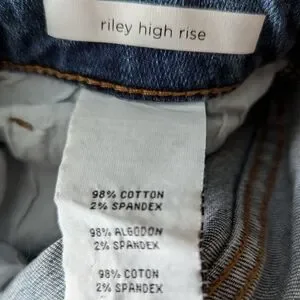 riley high rise
98% COTTON
2% SPANDEX
98% ALGODON
2% SPANDEX
98% COTON
2% SPANDEX